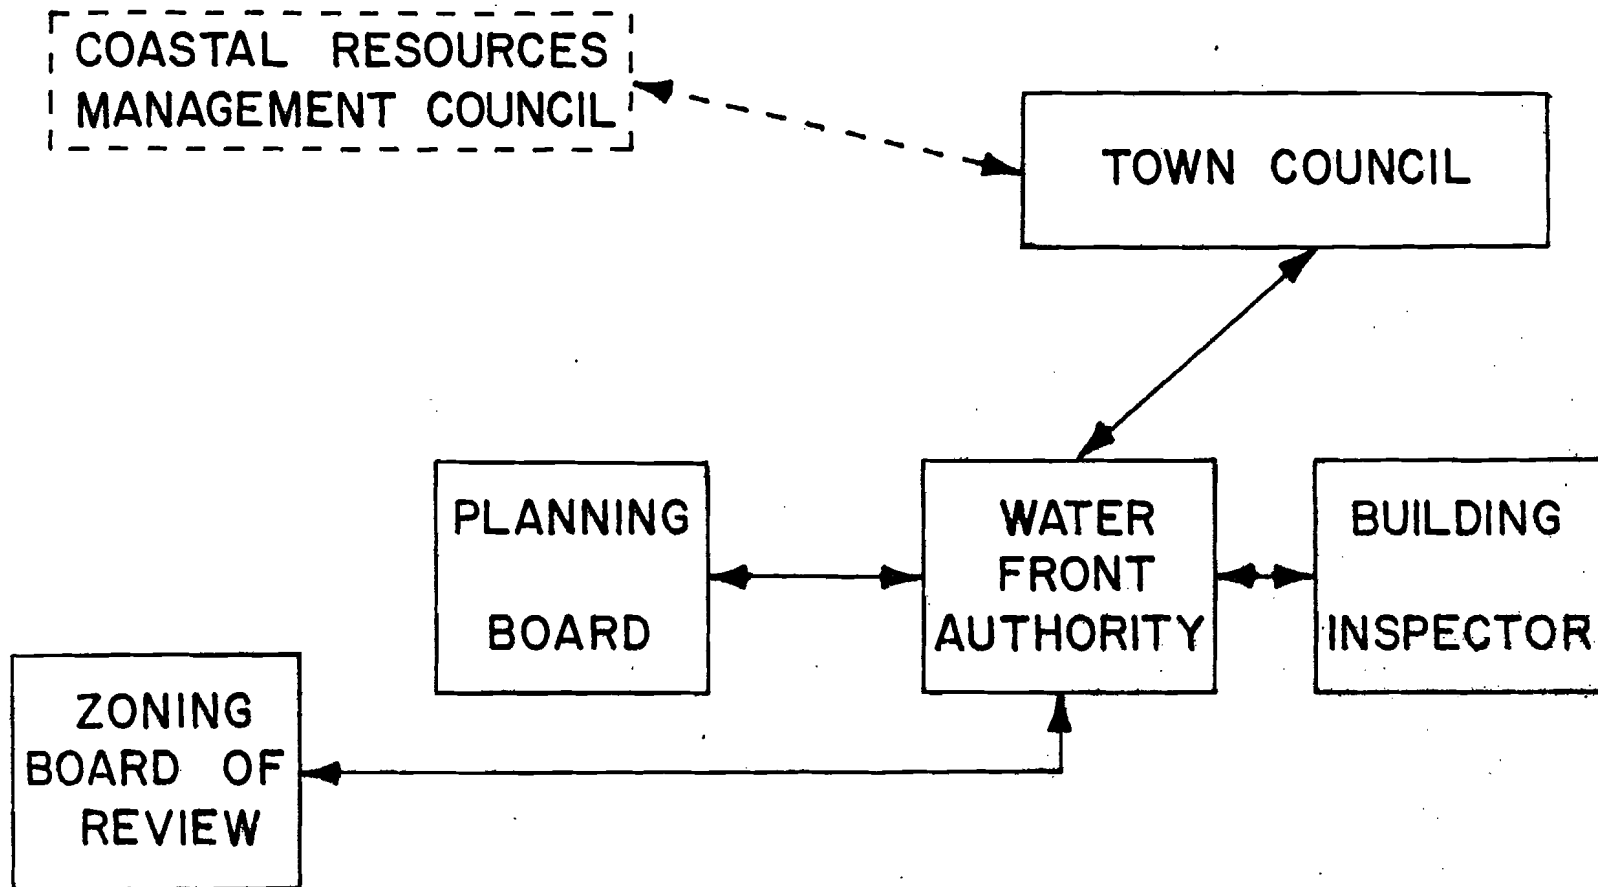 COASTAL RESOURCES
MANAGEMENT COUNCIL
TOWN COUNCIL
PLANNING
BOARD
WATER
FRONT
AUTHORITY
BUILDING
INSPECTOR
ZONING
BOARD OF
REVIEW